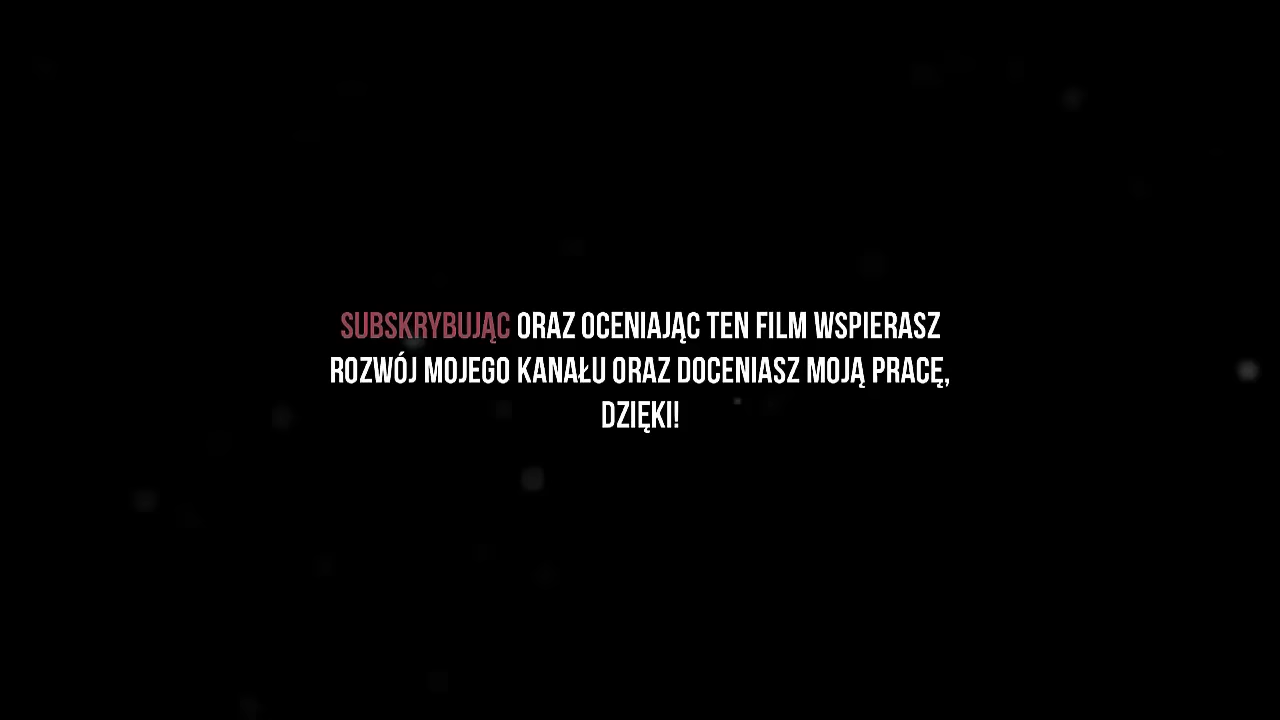 SUBSKRYBUJĄC ORAZ OCENIAJĄC TEN FILM WSPIERASZ
ROZWÓJ MOJEGO KANAŁU ORAZ DOCENIASZ MOJĄ PRACĘ,
DZIĘKI!